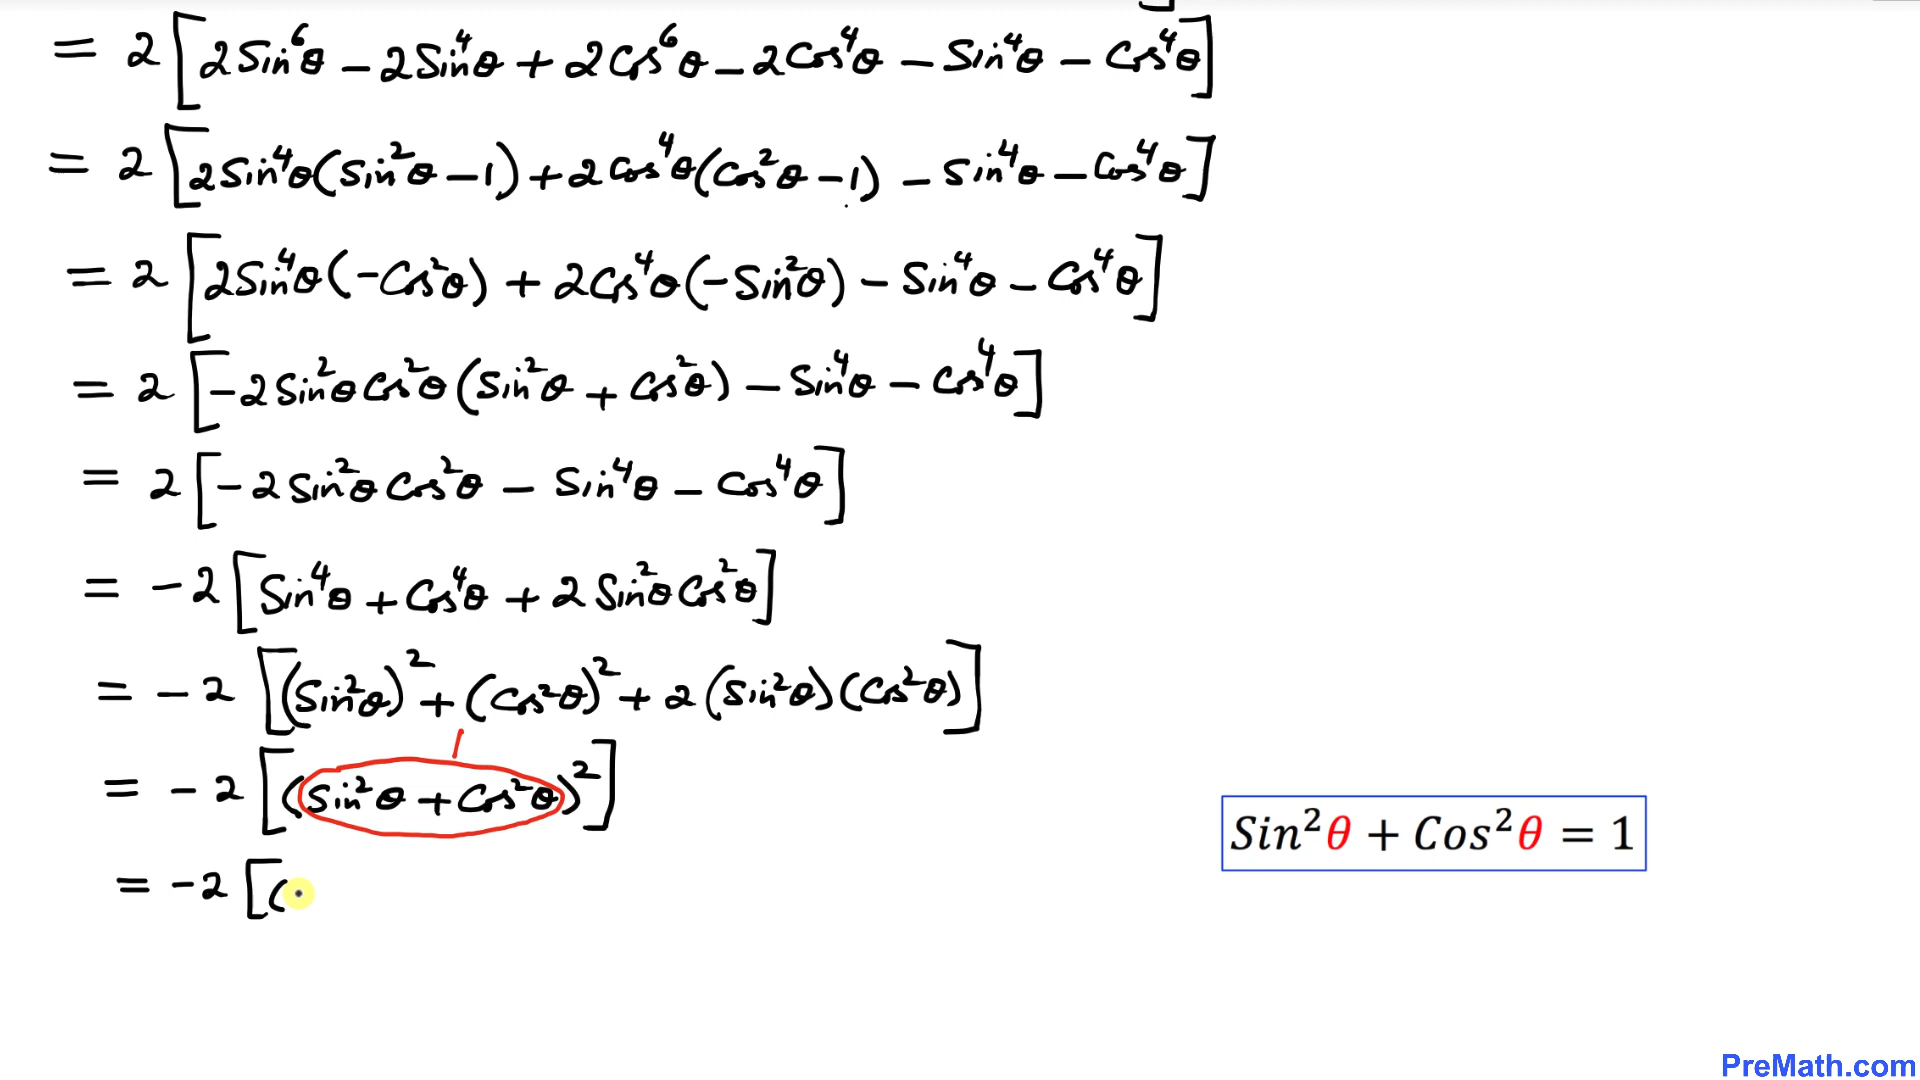 = 2 [2Sin⁶θ − 2Sin⁴θ + 2Cos⁶θ − 2Cos⁴θ − Sin⁴θ − Cos⁴θ]
= 2 [2Sin⁴θ(Sin²θ − 1) + 2Cos⁴θ(Cos²θ − 1) − Sin⁴θ − Cos⁴θ]
= 2 [2Sin⁴θ(−Cos²θ) + 2Cos⁴θ(−Sin²θ) − Sin⁴θ − Cos⁴θ]
= 2 [−2Sin²θCos²θ(Sin²θ + Cos²θ) − Sin⁴θ − Cos⁴θ]
= 2 [−2Sin²θCos²θ − Sin⁴θ − Cos⁴θ]
= −2 [Sin⁴θ + Cos⁴θ + 2Sin²θCos²θ]
= −2 [(Sin²θ)² + (Cos²θ)² + 2(Sin²θ)(Cos²θ)]
1
= −2 [(Sin²θ + Cos²θ)²]
Sin²θ + Cos²θ = 1
= −2 [(
PreMath.com